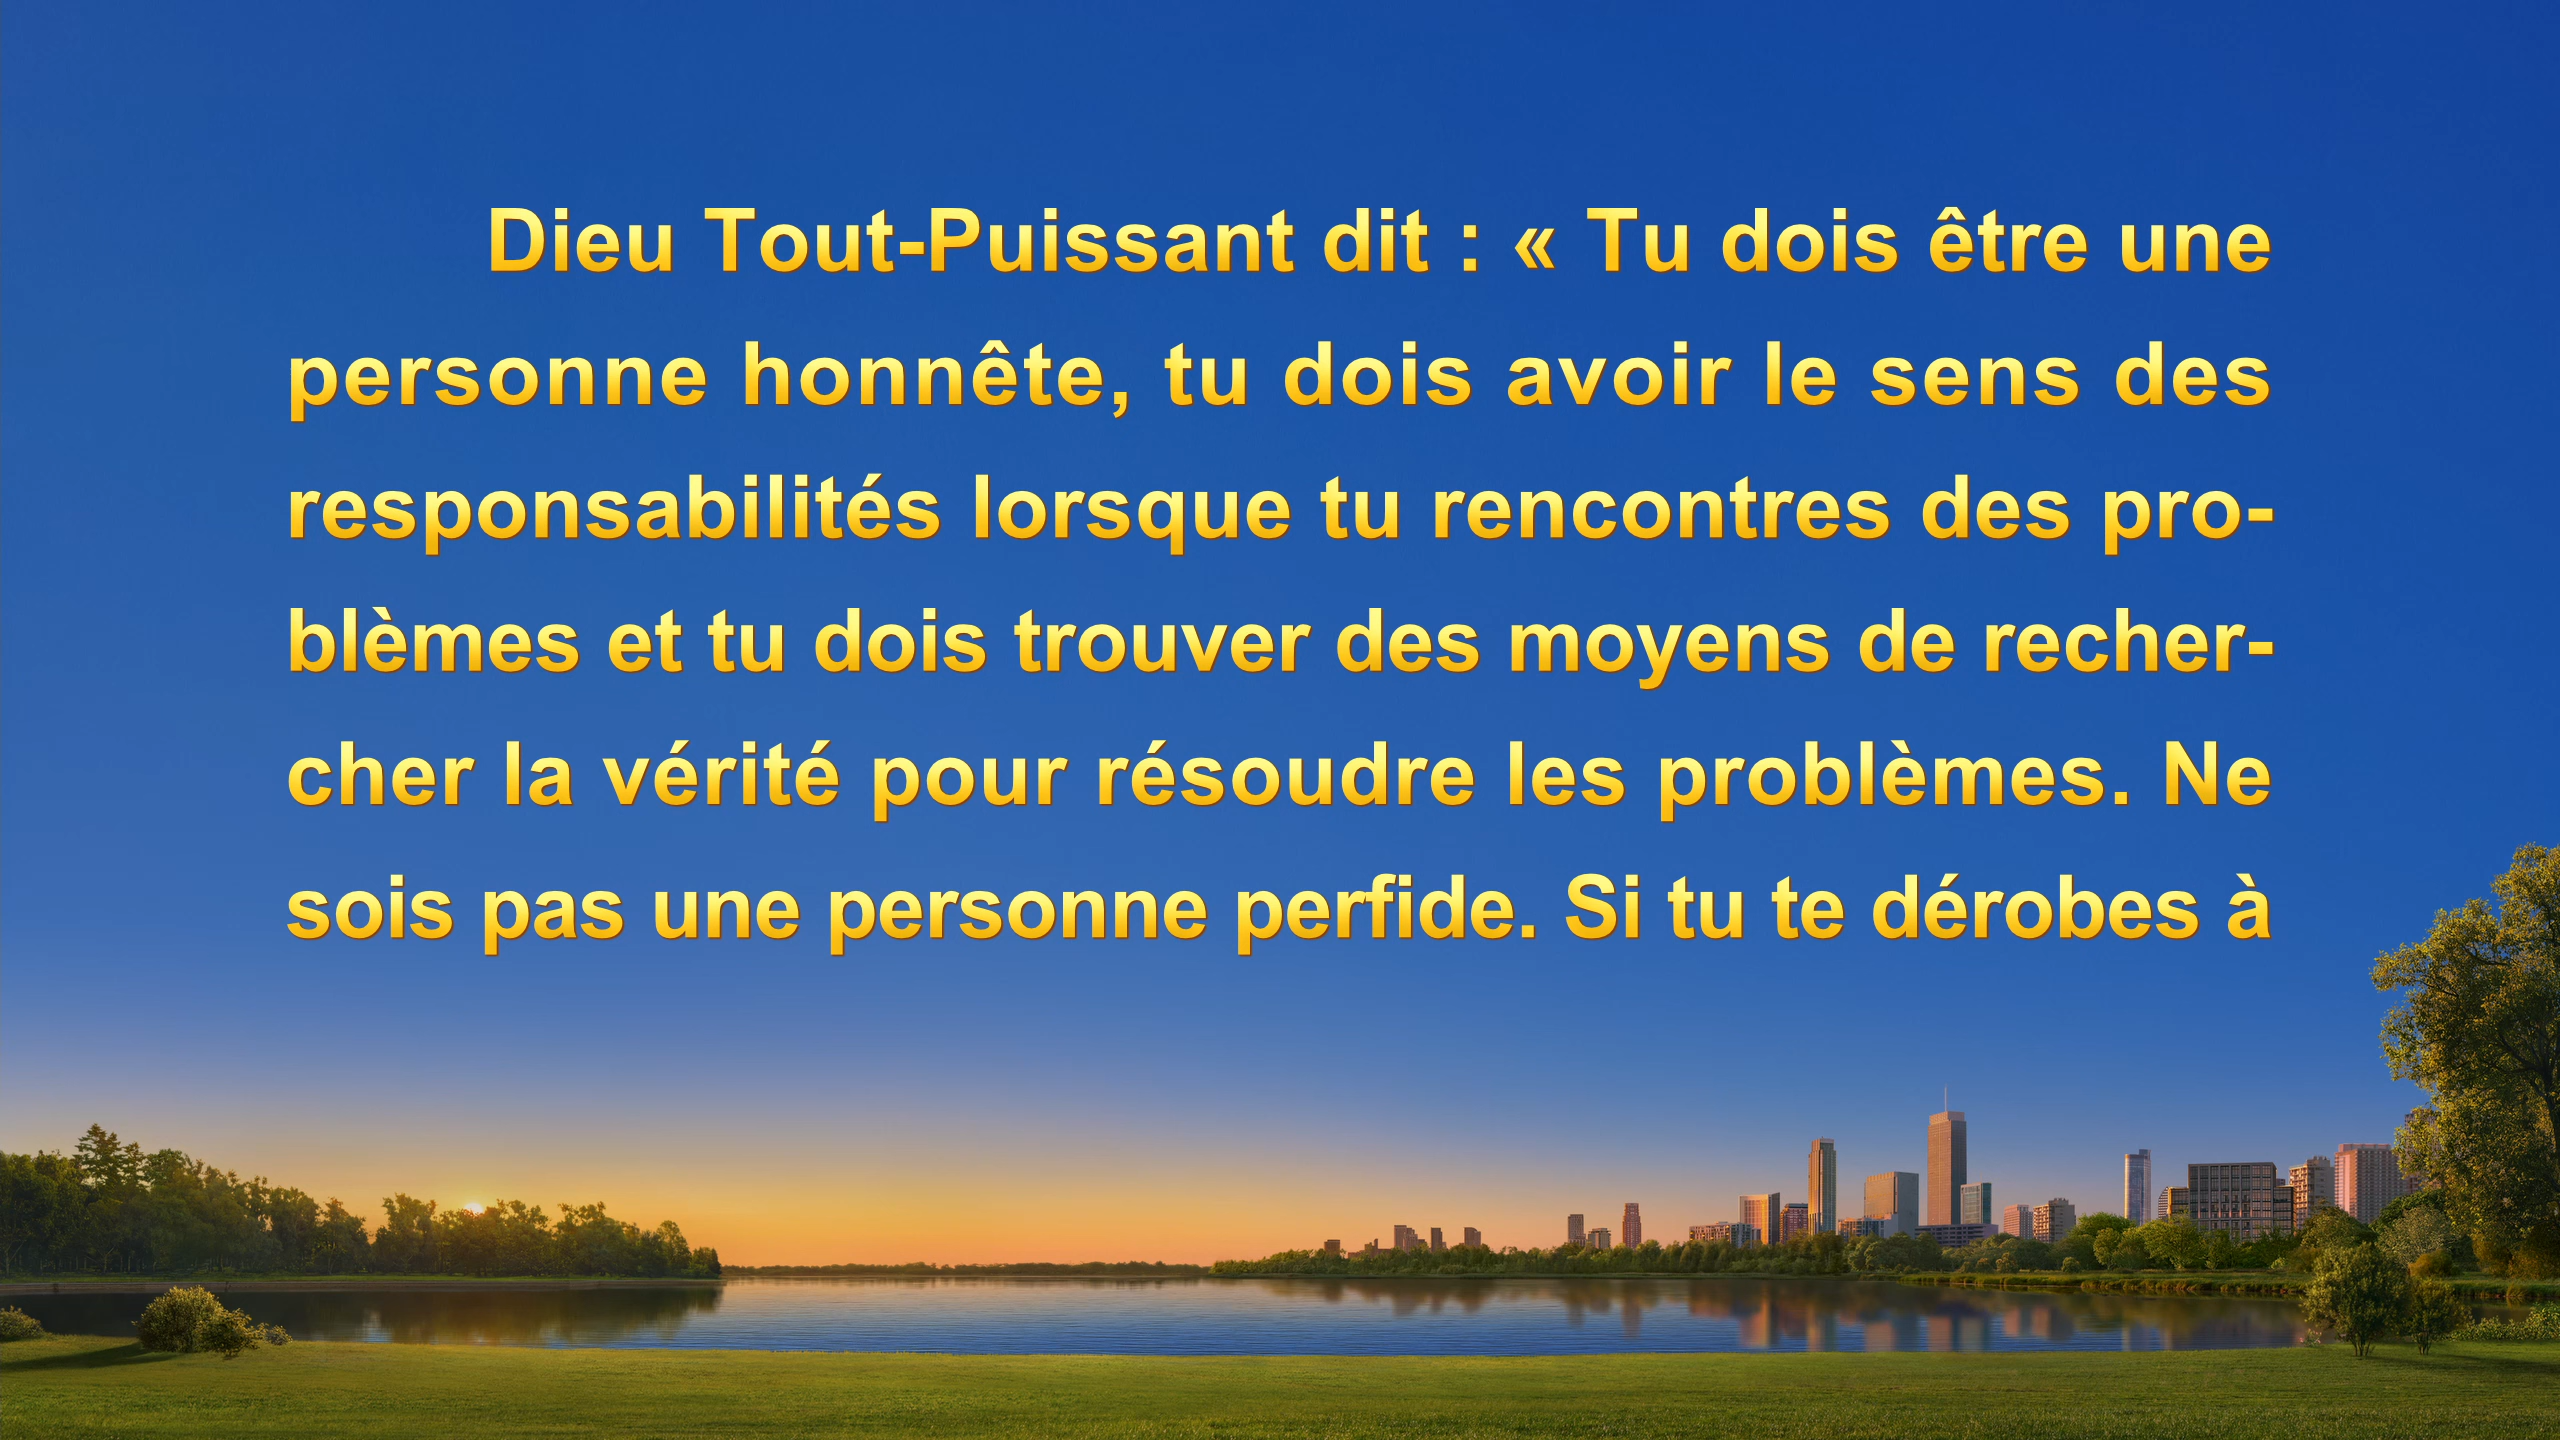 Dieu Tout-Puissant dit : « Tu dois être une
personne honnête, tu dois avoir le sens des
responsabilités lorsque tu rencontres des pro-
blèmes et tu dois trouver des moyens de recher-
cher la vérité pour résoudre les problèmes. Ne
sois pas une personne perfide. Si tu te dérobes à